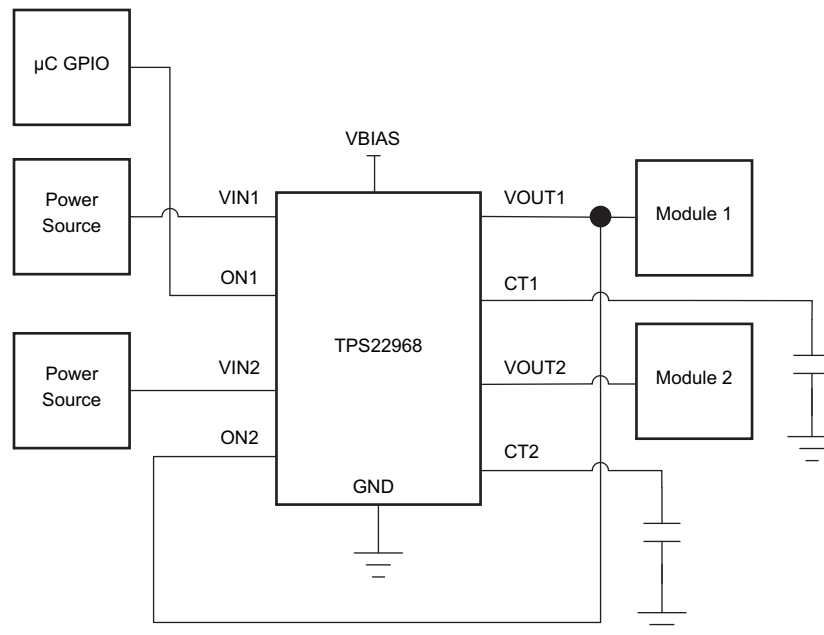 µC GPIO
VBIAS
Power
Source
VIN1
VOUT1
Module 1
ON1
CT1
TPS22968
Power
Source
VIN2
VOUT2
Module 2
ON2
CT2
GND